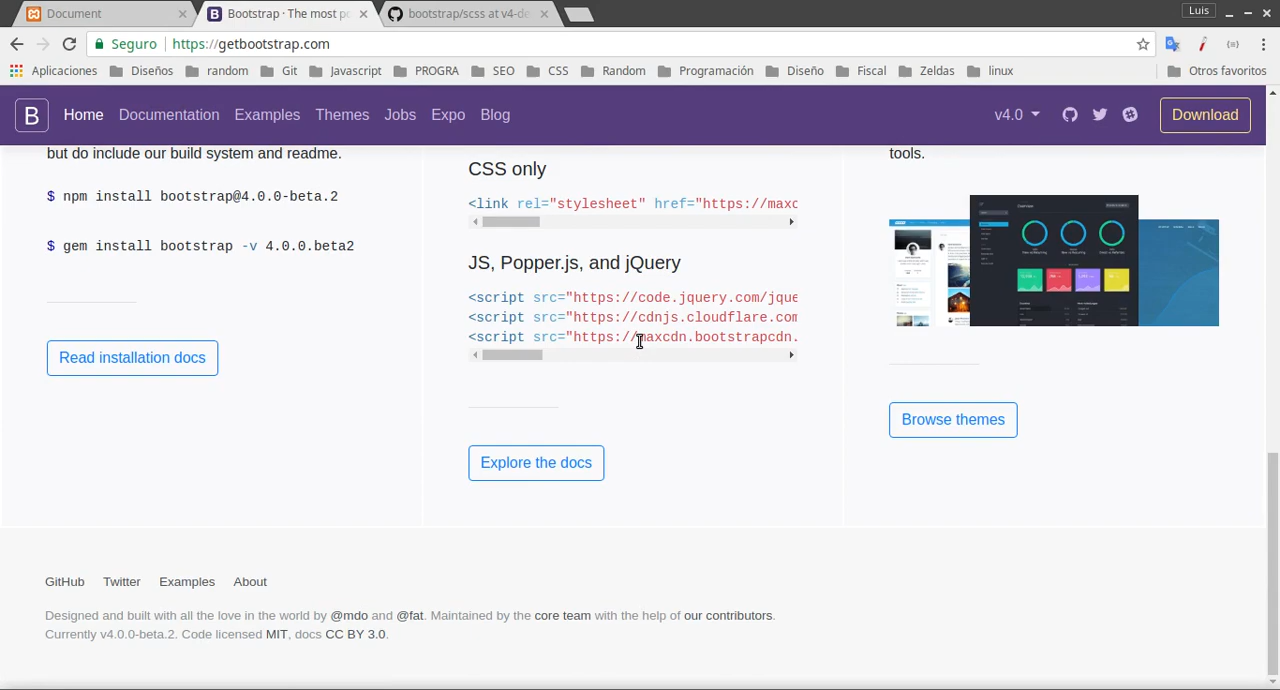 Document
Bootstrap · The most po
bootstrap/scss at v4-de
Luis
Seguro
https://getbootstrap.com
Aplicaciones Diseños random Git Javascript PROGRA SEO CSS Random Programación Diseño Fiscal Zeldas linux Otros favoritos
B Home Documentation Examples Themes Jobs Expo Blog v4.0 Download
but do include our build system and readme.
$ npm install bootstrap@4.0.0-beta.2
$ gem install bootstrap -v 4.0.0.beta2
Read installation docs
CSS only
<link rel="stylesheet" href="https://maxc
JS, Popper.js, and jQuery
<script src="https://code.jquery.com/jque
<script src="https://cdnjs.cloudflare.com
<script src="https://maxcdn.bootstrapcdn.
Explore the docs
tools.
Browse themes
GitHub Twitter Examples About
Designed and built with all the love in the world by @mdo and @fat. Maintained by the core team with the help of our contributors.
Currently v4.0.0-beta.2. Code licensed MIT, docs CC BY 3.0.